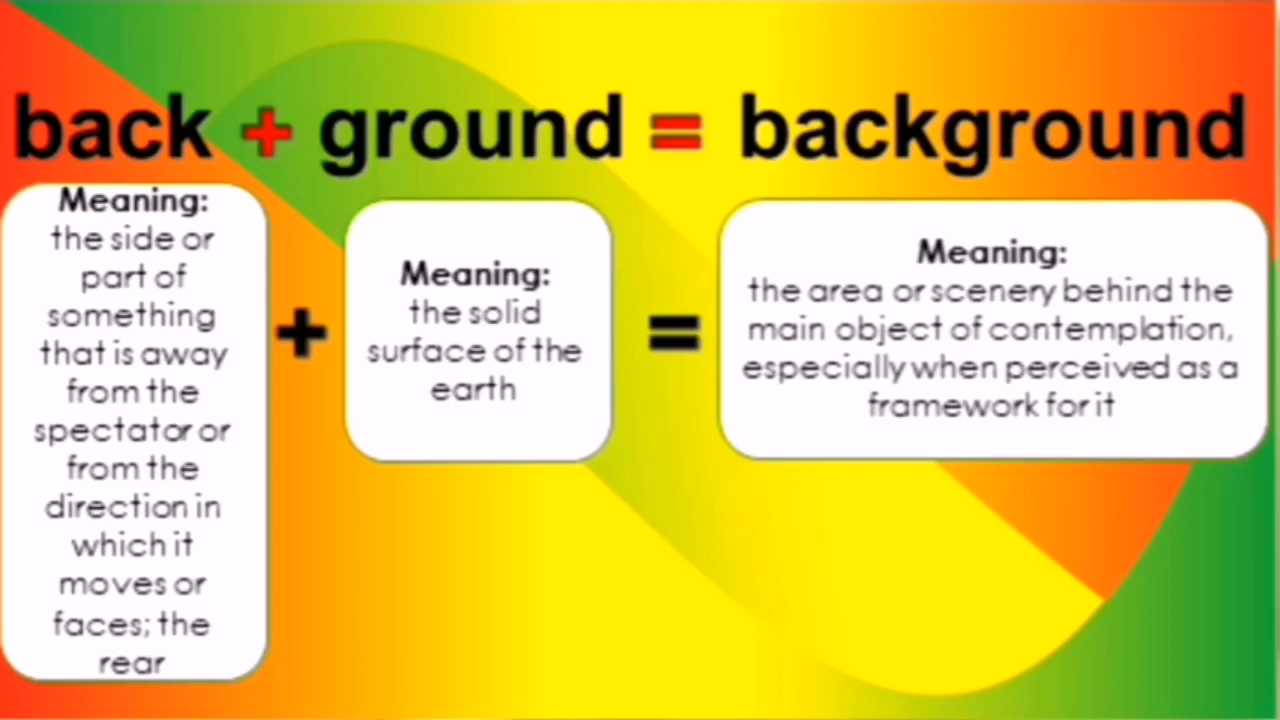 back + ground = background
Meaning:
the side or
part of
something
that is away
from the
spectator or
from the
direction in
which it
moves or
faces; the
rear
+
Meaning:
the solid
surface of the
earth
=
Meaning:
the area or scenery behind the
main object of contemplation,
especially when perceived as a
framework for it